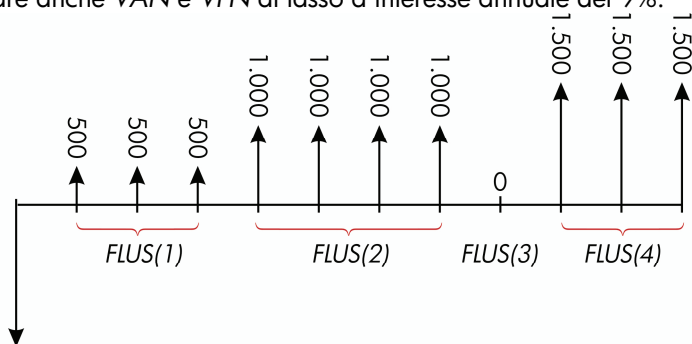 are anche VAN e VFN al tasso d'interesse annuale del 9%.
500 500 500 1.000 1.000 1.000 1.000 0 1.500 1.500 1.500
FLUS(1) FLUS(2) FLUS(3) FLUS(4)